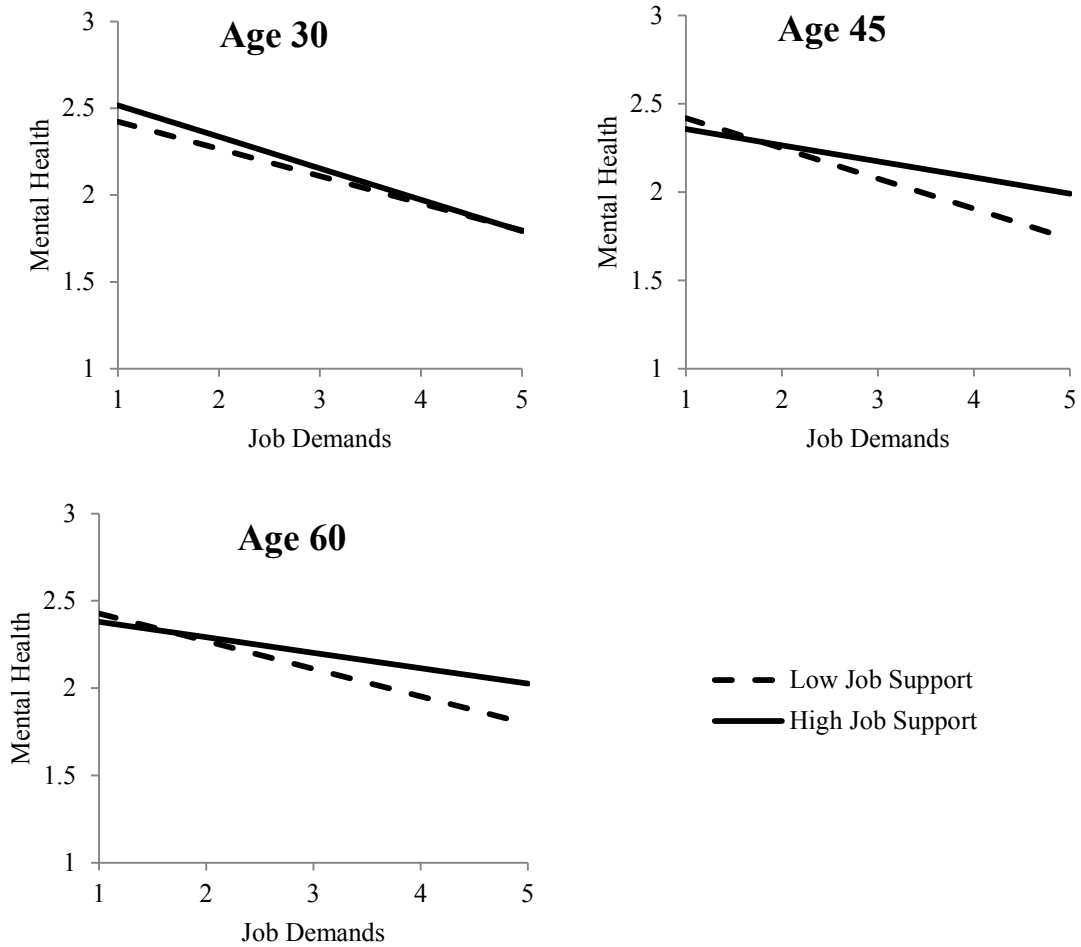 Age 30
3
2.5
2
1.5
1
Mental Health
1 2 3 4 5
Job Demands
Age 45
3
2.5
2
1.5
1
Mental Health
1 2 3 4 5
Job Demands
Age 60
3
2.5
2
1.5
1
Mental Health
1 2 3 4 5
Job Demands
Low Job Support
High Job Support